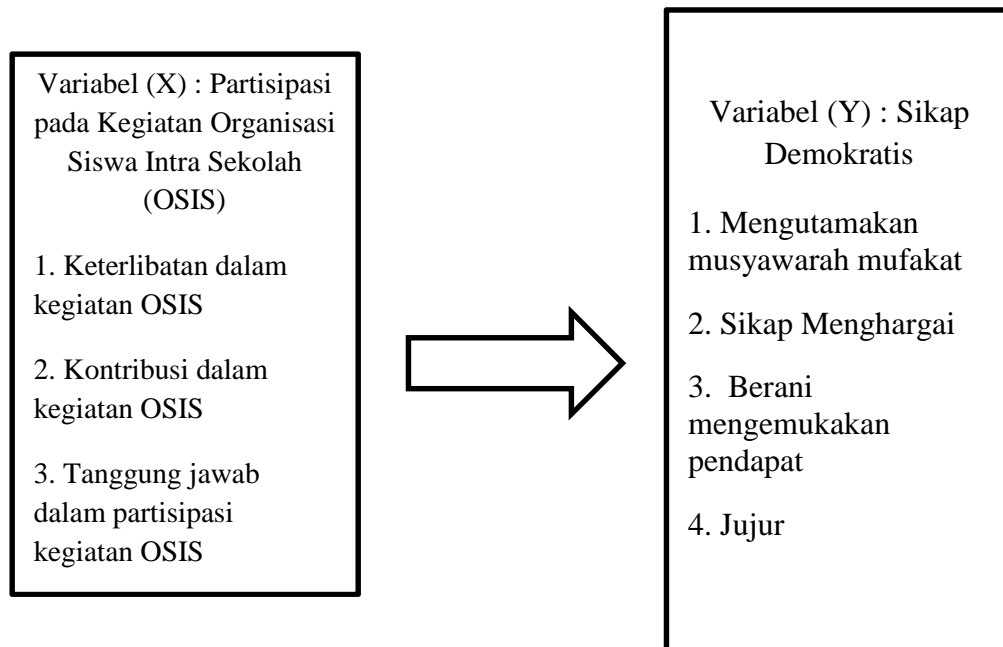 Variabel (X) : Partisipasi
pada Kegiatan Organisasi
Siswa Intra Sekolah
(OSIS)
1. Keterlibatan dalam
kegiatan OSIS
2. Kontribusi dalam
kegiatan OSIS
3. Tanggung jawab
dalam partisipasi
kegiatan OSIS
Variabel (Y) : Sikap
Demokratis
1. Mengutamakan
musyawarah mufakat
2. Sikap Menghargai
3.  Berani
mengemukakan
pendapat
4. Jujur